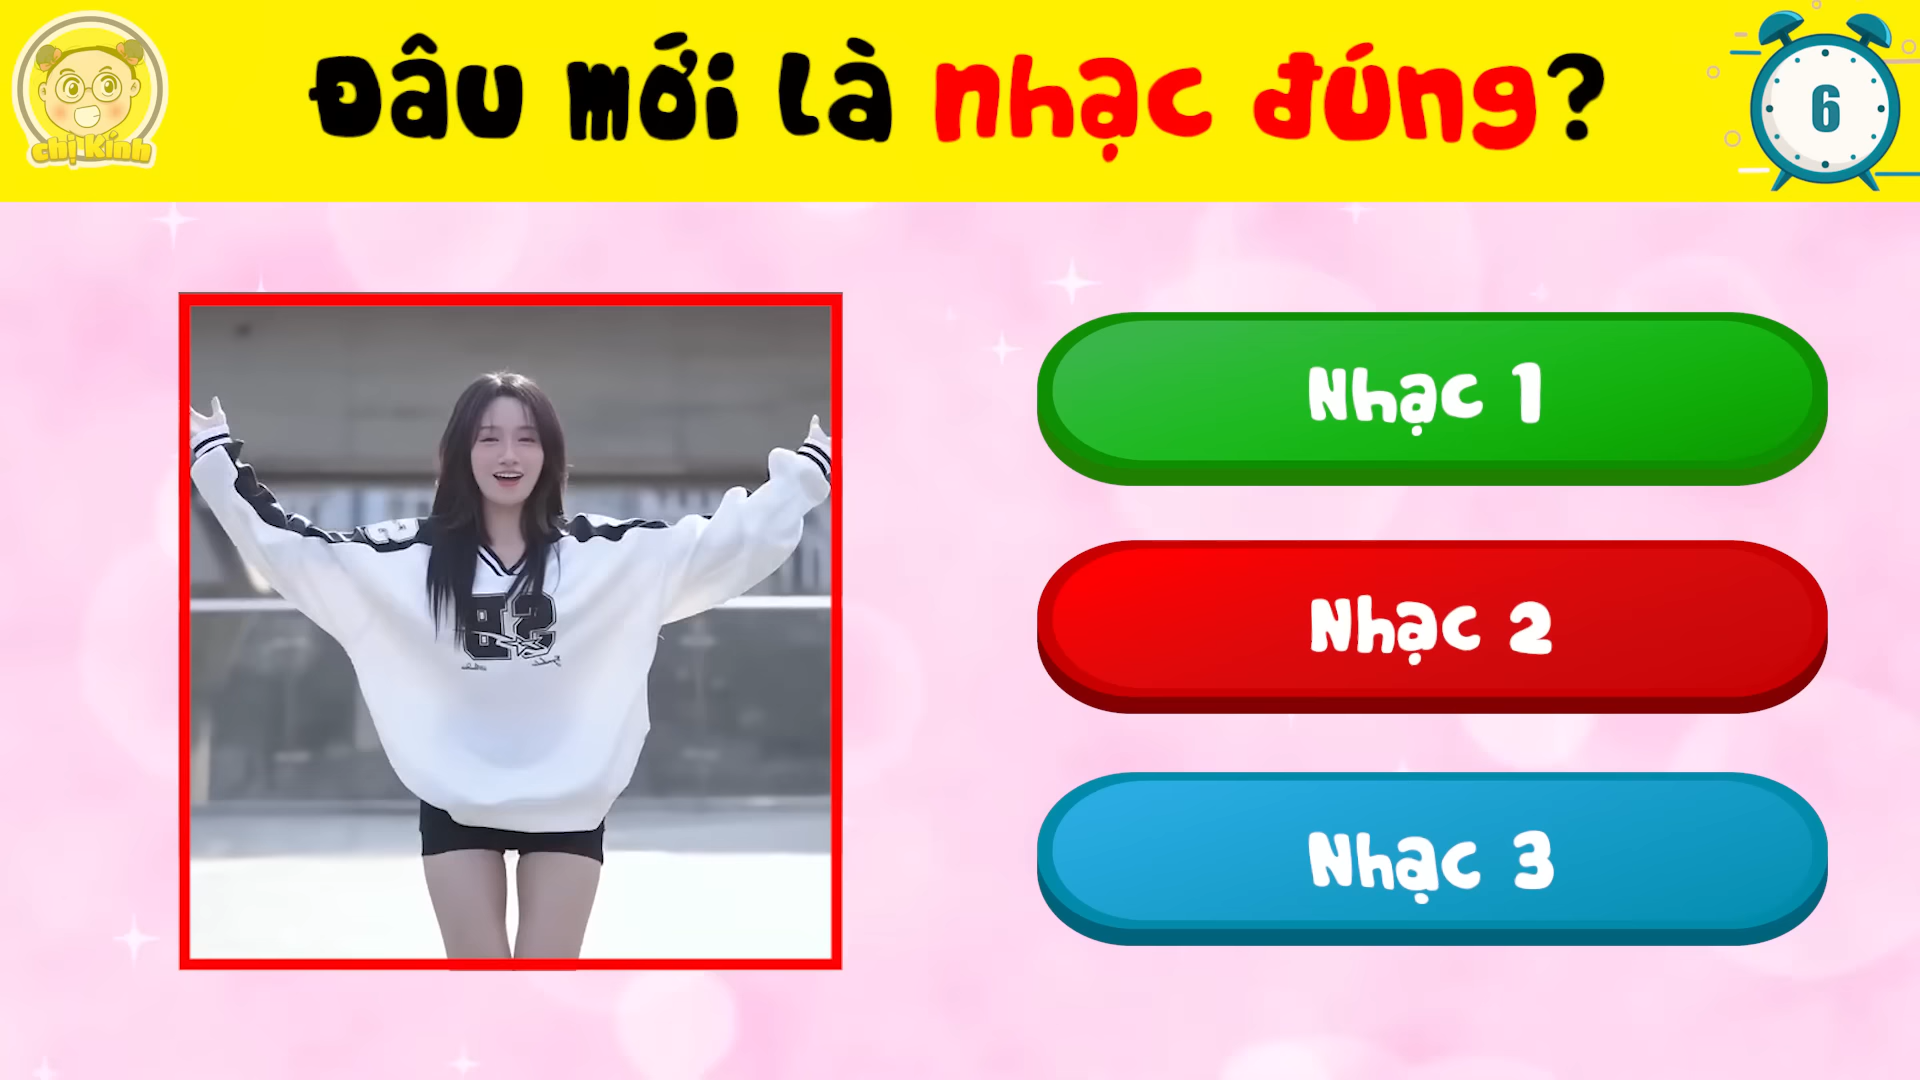 Đâu mới là nhạc đúng?
6
chị Kính
Nhạc 1
Nhạc 2
Nhạc 3